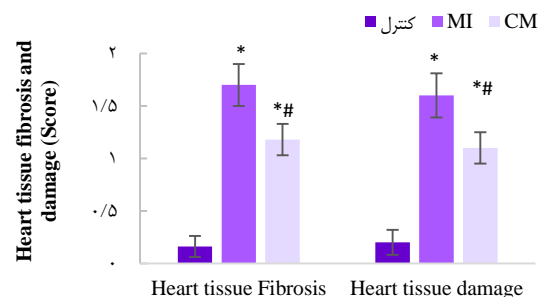 کنترل MI CM
Heart tissue fibrosis and
damage (Score)
۲
۱/۵
۱
۰/۵
۰
*
*#
*
*#
Heart tissue Fibrosis Heart tissue damage